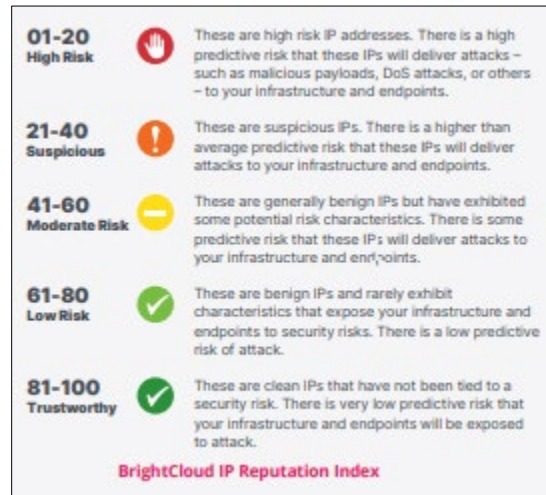 01-20
High Risk
These are high risk IP addresses. There is a high
predictive risk that these IPs will deliver attacks –
such as malicious payloads, DoS attacks, or others
– to your infrastructure and endpoints.
21-40
Suspicious
These are suspicious IPs. There is a higher than
average predictive risk that these IPs will deliver
attacks to your infrastructure and endpoints.
41-60
Moderate Risk
These are generally benign IPs but have exhibited
some potential risk characteristics. There is some
predictive risk that these IPs will deliver attacks to
your infrastructure and endpoints.
61-80
Low Risk
These are benign IPs and rarely exhibit
characteristics that expose your infrastructure and
endpoints to security risks. There is a low predictive
risk of attack.
81-100
Trustworthy
These are clean IPs that have not been tied to a
security risk. There is very low predictive risk that
your infrastructure and endpoints will be exposed
to attack.
BrightCloud IP Reputation Index